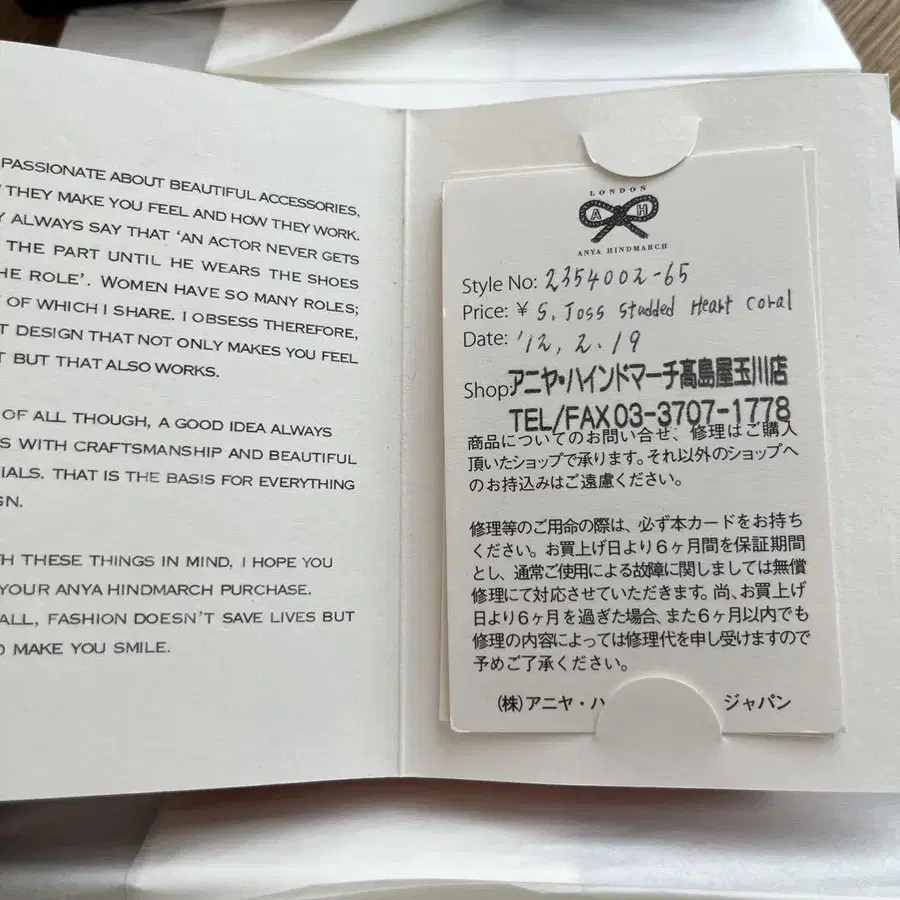 PASSIONATE ABOUT BEAUTIFUL ACCESSORIES,
THEY MAKE YOU FEEL AND HOW THEY WORK.
ALWAYS SAY THAT ‘AN ACTOR NEVER GETS
THE PART UNTIL HE WEARS THE SHOES
HE ROLE’. WOMEN HAVE SO MANY ROLES;
OF WHICH I SHARE. I OBSESS THEREFORE,
T DESIGN THAT NOT ONLY MAKES YOU FEEL
T BUT THAT ALSO WORKS.
OF ALL THOUGH, A GOOD IDEA ALWAYS
S WITH CRAFTSMANSHIP AND BEAUTIFUL
IALS. THAT IS THE BASIS FOR EVERYTHING
GN.
TH THESE THINGS IN MIND, I HOPE YOU
YOUR ANYA HINDMARCH PURCHASE.
ALL, FASHION DOESN’T SAVE LIVES BUT
MAKE YOU SMILE.
LONDON
A H
ANYA HINDMARCH
Style No: 2354002-65
Price: ¥ S. Joss Studded Heart Coral
Date: '12, 2. 19
Shop: アニヤ・ハインドマーチ髙島屋玉川店
TEL/FAX 03-3707-1778
商品についてのお問い合せ、修理はご購入
頂いたショップで承ります。それ以外のショップへ
のお持込みはご遠慮ください。
修理等のご用命の際は、必ず本カードをお持ち
ください。お買上げ日より6ヶ月間を保証期間
とし、通常ご使用による故障に関しましては無償
修理にて対応させていただきます。尚、お買上げ
日より6ヶ月を過ぎた場合、また6ヶ月以内でも
修理の内容によっては修理代を申し受けますので
予めご了承ください。
(株)アニヤ・ハ ジャパン